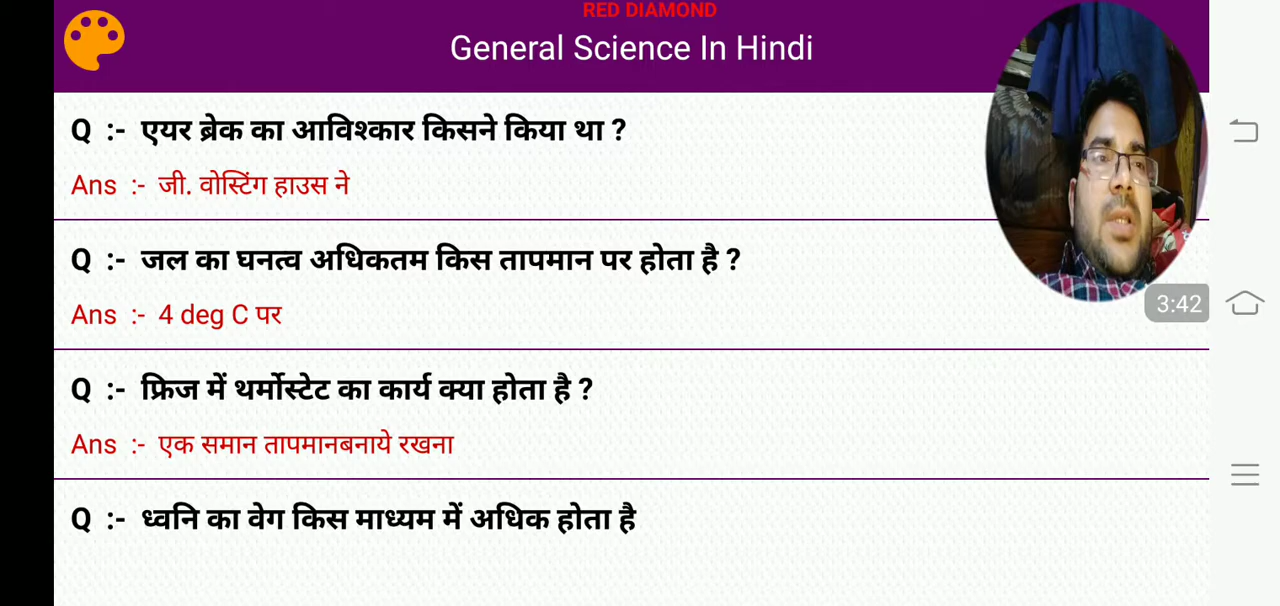 RED DIAMOND
General Science In Hindi
Q :- एयर ब्रेक का आविश्कार किसने किया था ?
Ans :- जी. वोस्टिंग हाउस ने
Q :- जल का घनत्व अधिकतम किस तापमान पर होता है ?
Ans :- 4 deg C पर
3:42
Q :- फ्रिज में थर्मोस्टेट का कार्य क्या होता है ?
Ans :- एक समान तापमानबनाये रखना
Q :- ध्वनि का वेग किस माध्यम में अधिक होता है